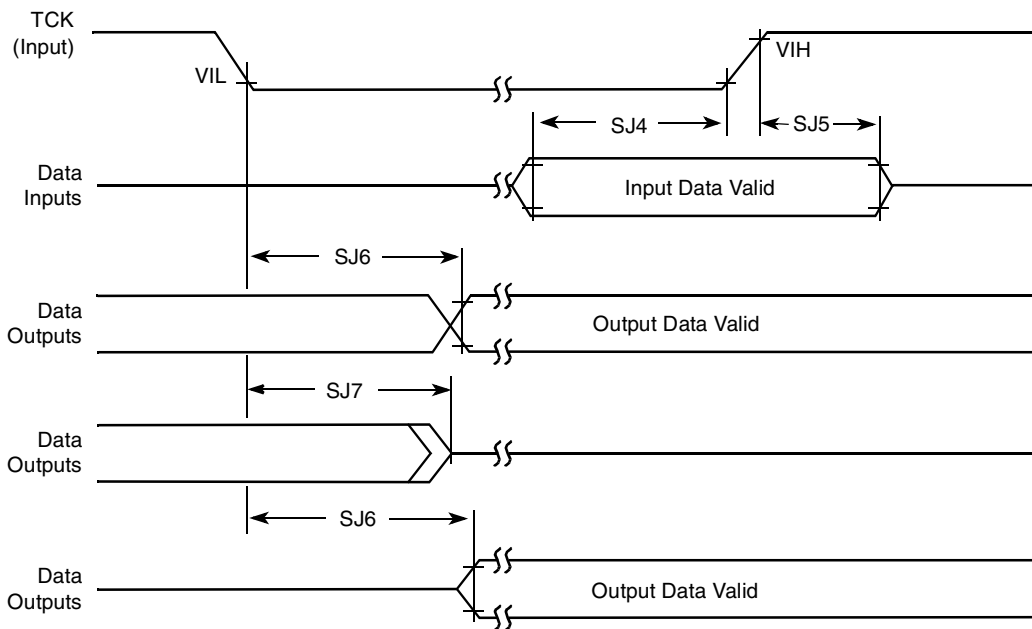 TCK
(Input)
VIL
VIH
SJ4
SJ5
Data
Inputs
Input Data Valid
SJ6
Data
Outputs
Output Data Valid
SJ7
Data
Outputs
SJ6
Data
Outputs
Output Data Valid